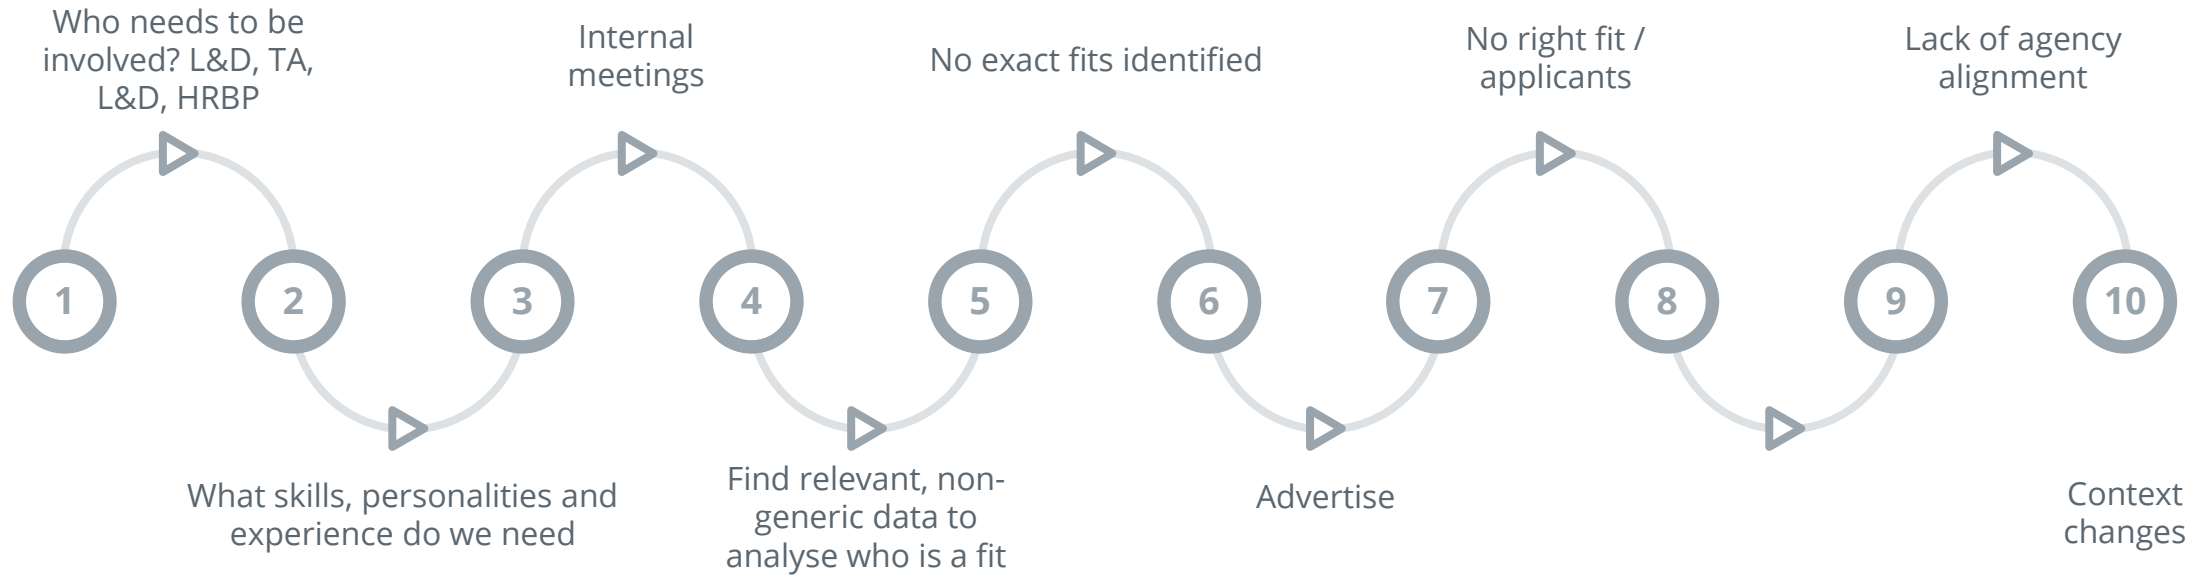 Who needs to be
involved? L&D, TA,
L&D, HRBP
Internal
meetings
No exact fits identified
No right fit /
applicants
Lack of agency
alignment
1
2
3
4
5
6
7
8
9
10
What skills, personalities and
experience do we need
Find relevant, non-
generic data to
analyse who is a fit
Advertise
Context
changes